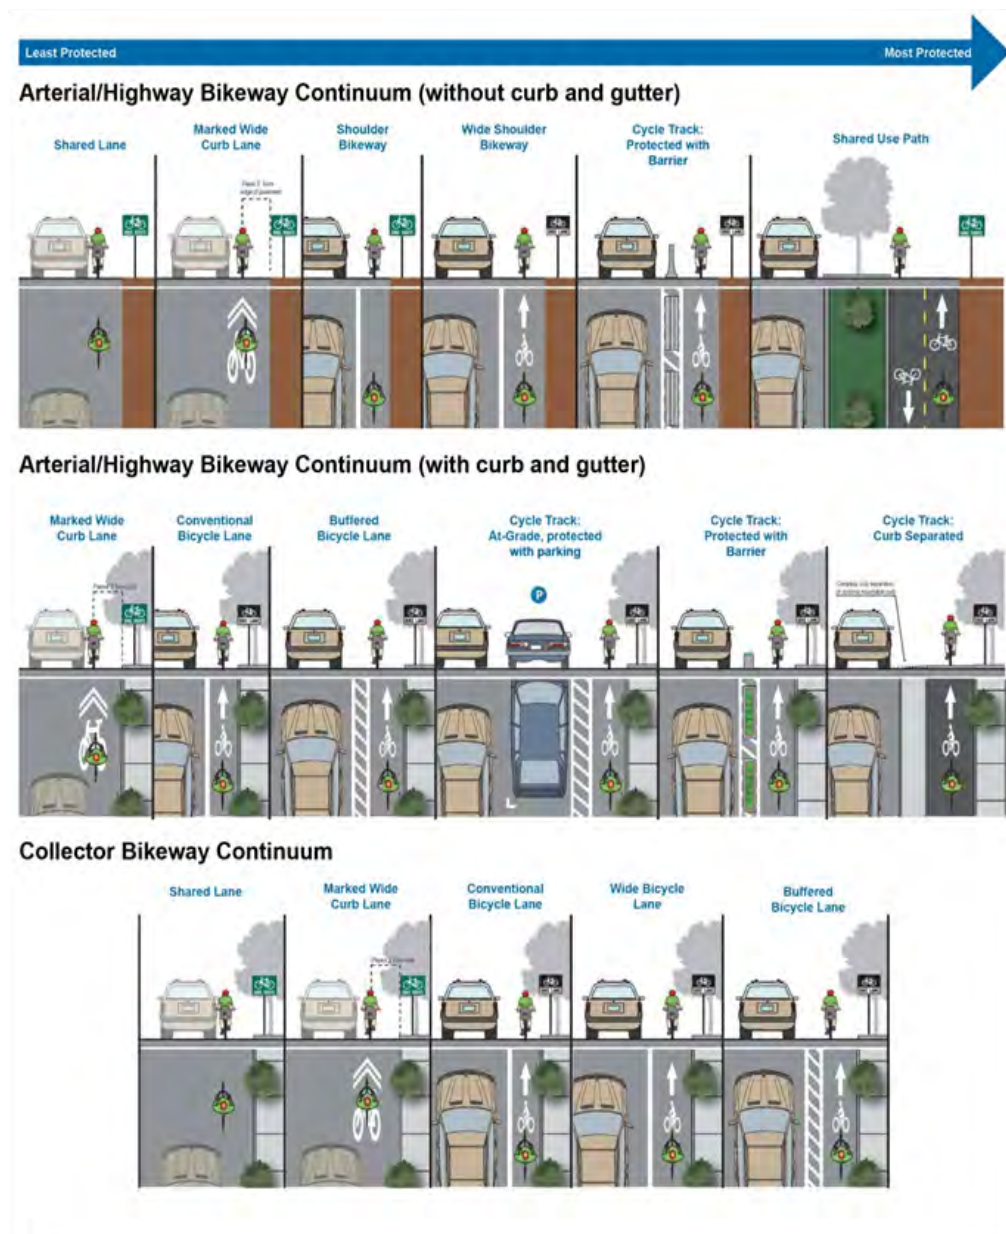 Least Protected
Most Protected
Arterial/Highway Bikeway Continuum (without curb and gutter)
Shared Lane
Marked Wide
Curb Lane
Shoulder
Bikeway
Wide Shoulder
Bikeway
Cycle Track:
Protected with
Barrier
Shared Use Path
Arterial/Highway Bikeway Continuum (with curb and gutter)
Marked Wide
Curb Lane
Conventional
Bicycle Lane
Buffered
Bicycle Lane
Cycle Track:
At-Grade, protected
with parking
P
Cycle Track:
Protected with
Barrier
Cycle Track:
Curb Separated
Collector Bikeway Continuum
Shared Lane
Marked Wide
Curb Lane
Conventional
Bicycle Lane
Wide Bicycle
Lane
Buffered
Bicycle Lane